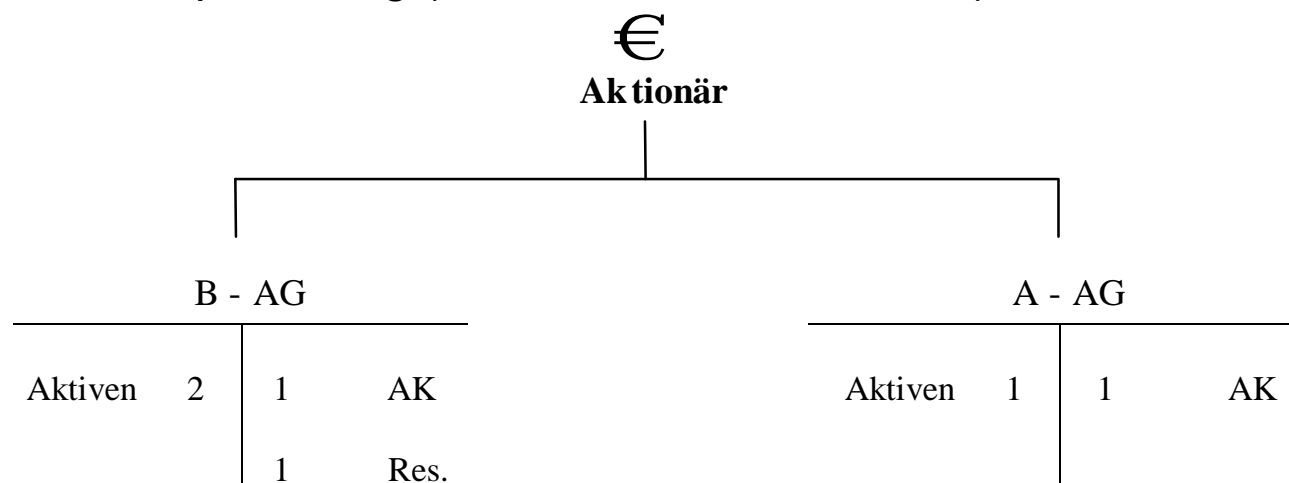 €
Aktionär
B - AG
A - AG
Aktiven 2 1 AK
Aktiven 1 1 AK
1 Res.